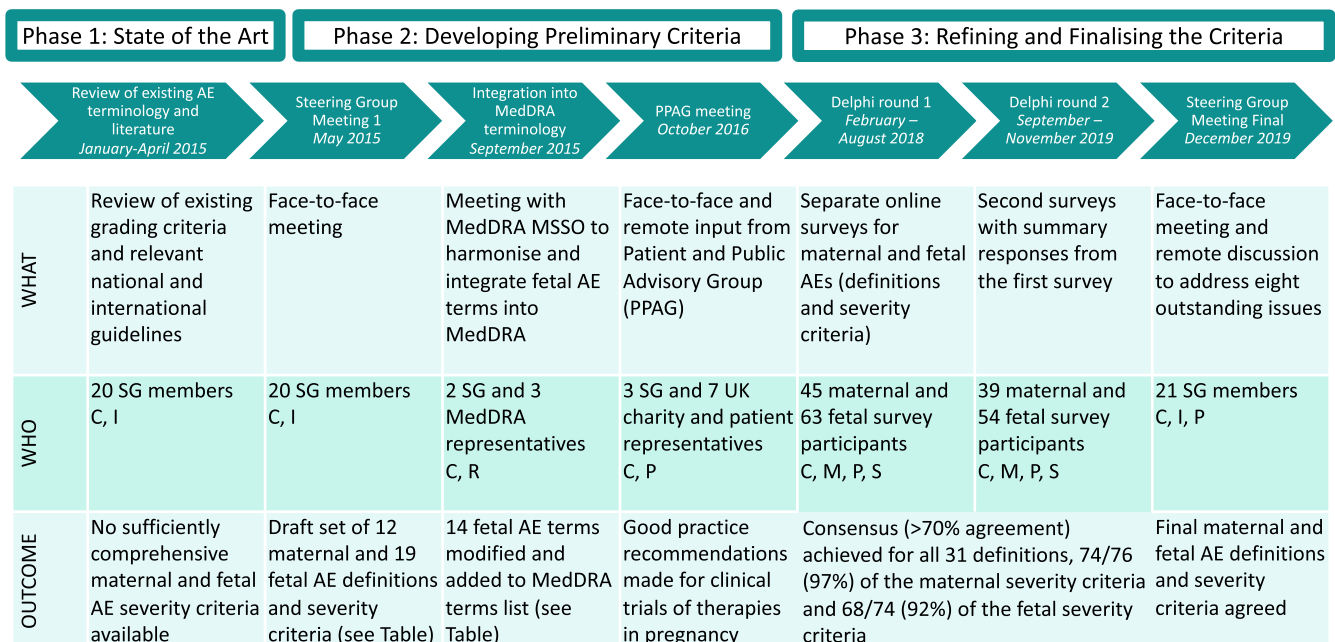 Phase 1: State of the Art
Phase 2: Developing Preliminary Criteria
Phase 3: Refining and Finalising the Criteria
Review of existing AE
terminology and
literature
January-April 2015
Steering Group
Meeting 1
May 2015
Integration into
MedDRA
terminology
September 2015
PPAG meeting
October 2016
Delphi round 1
February –
August 2018
Delphi round 2
September –
November 2019
Steering Group
Meeting Final
December 2019
WHAT
Review of existing
grading criteria
and relevant
national and
international
guidelines
Face-to-face
meeting
Meeting with
MedDRA MSSO to
harmonise and
integrate fetal AE
terms into
MedDRA
Face-to-face and
remote input from
Patient and Public
Advisory Group
(PPAG)
Separate online
surveys for
maternal and fetal
AEs (definitions
and severity
criteria)
Second surveys
with summary
responses from
the first survey
Face-to-face
meeting and
remote discussion
to address eight
outstanding issues
WHO
20 SG members
C, I
20 SG members
C, I
2 SG and 3
MedDRA
representatives
C, R
3 SG and 7 UK
charity and patient
representatives
C, P
45 maternal and
63 fetal survey
participants
C, M, P, S
39 maternal and
54 fetal survey
participants
C, M, P, S
21 SG members
C, I, P
OUTCOME
No sufficiently
comprehensive
maternal and fetal
AE severity criteria
available
Draft set of 12
maternal and 19
fetal AE definitions
and severity
criteria (see Table)
14 fetal AE terms
modified and
added to MedDRA
terms list (see
Table)
Good practice
recommendations
made for clinical
trials of therapies
in pregnancy
Consensus (>70% agreement)
achieved for all 31 definitions, 74/76
(97%) of the maternal severity criteria
and 68/74 (92%) of the fetal severity
criteria
Final maternal and
fetal AE definitions
and severity
criteria agreed